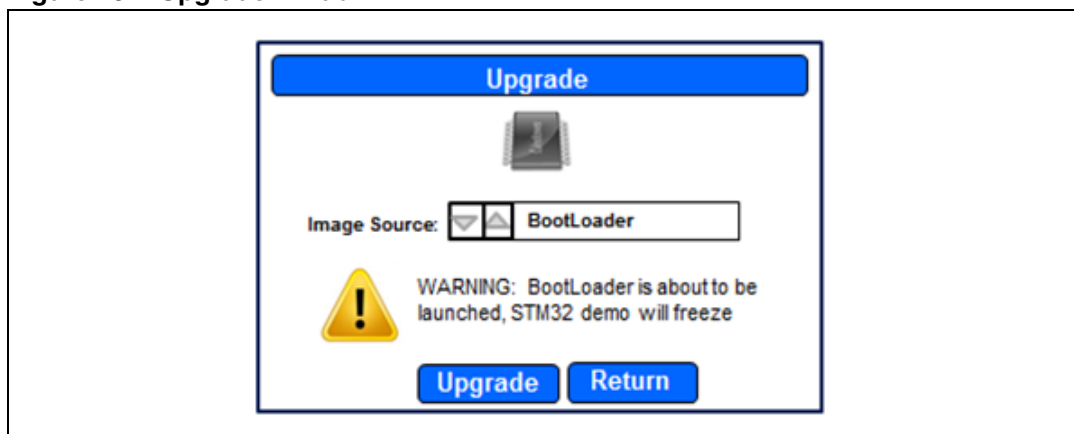 Upgrade
Image Source: BootLoader
WARNING: BootLoader is about to be
launched, STM32 demo will freeze
Upgrade Return